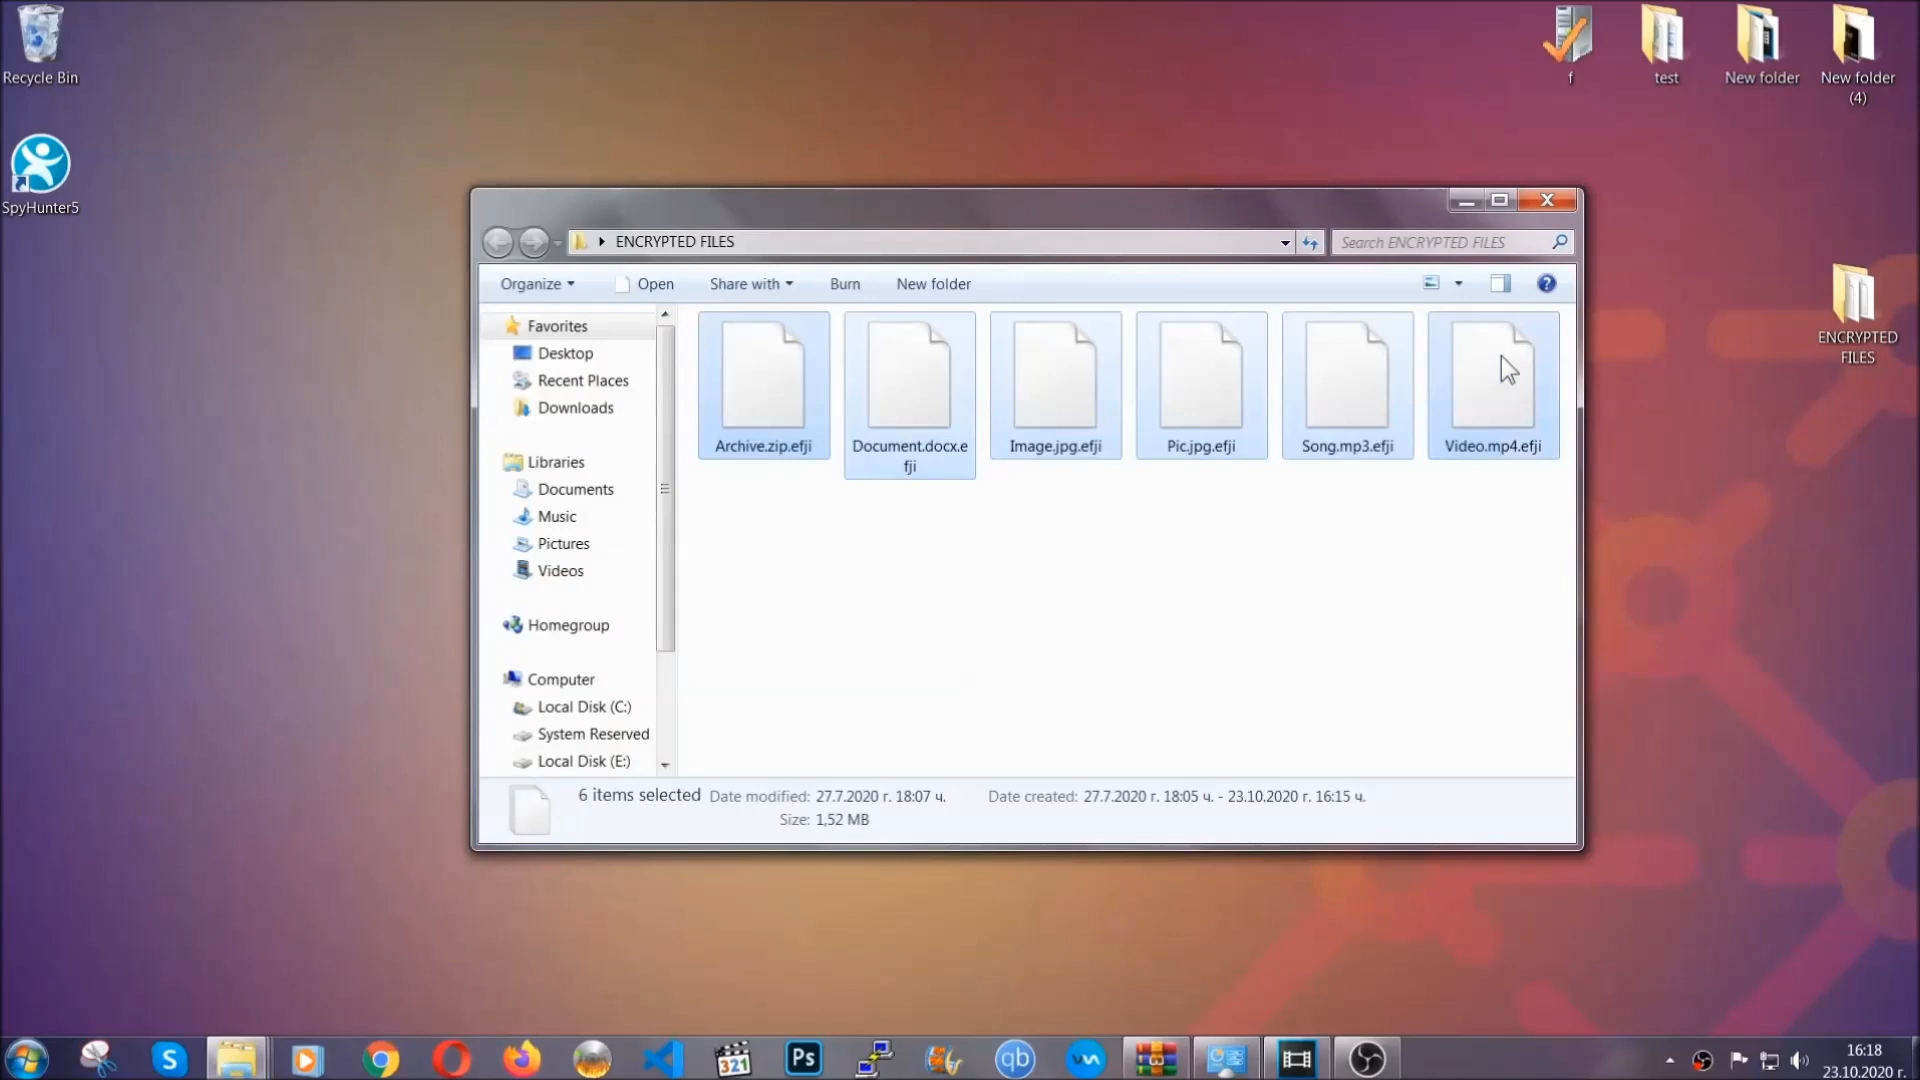 Recycle Bin
SpyHunter5
f
test
New folder
New folder
(4)
ENCRYPTED
FILES
ENCRYPTED FILES
Search ENCRYPTED FILES
Organize
Open
Share with
Burn
New folder
Favorites
Desktop
Recent Places
Downloads
Libraries
Documents
Music
Pictures
Videos
Homegroup
Computer
Local Disk (C:)
System Reserved
Local Disk (E:)
Archive.zip.efji
Document.docx.e
fji
Image.jpg.efji
Pic.jpg.efji
Song.mp3.efji
Video.mp4.efji
6 items selected Date modified: 27.7.2020 г. 18:07 ч. Date created: 27.7.2020 г. 18:05 ч. - 23.10.2020 г. 16:15 ч.
Size: 1,52 MB
S
321
Ps
qb
16:18
23.10.2020 г.